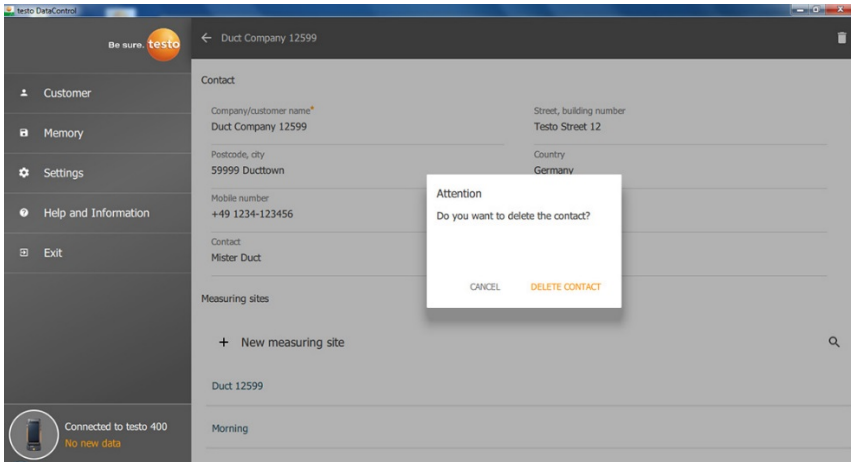 testo DataControl
Be sure. testo
Customer
Memory
Settings
Help and Information
Exit
Connected to testo 400
No new data
Duct Company 12599
Contact
Company/customer name*
Duct Company 12599
Street, building number
Testo Street 12
Postcode, city
59999 Ducttown
Country
Germany
Mobile number
+49 1234-123456
Contact
Mister Duct
Attention
Do you want to delete the contact?
CANCEL
DELETE CONTACT
Measuring sites
+ New measuring site
Duct 12599
Morning